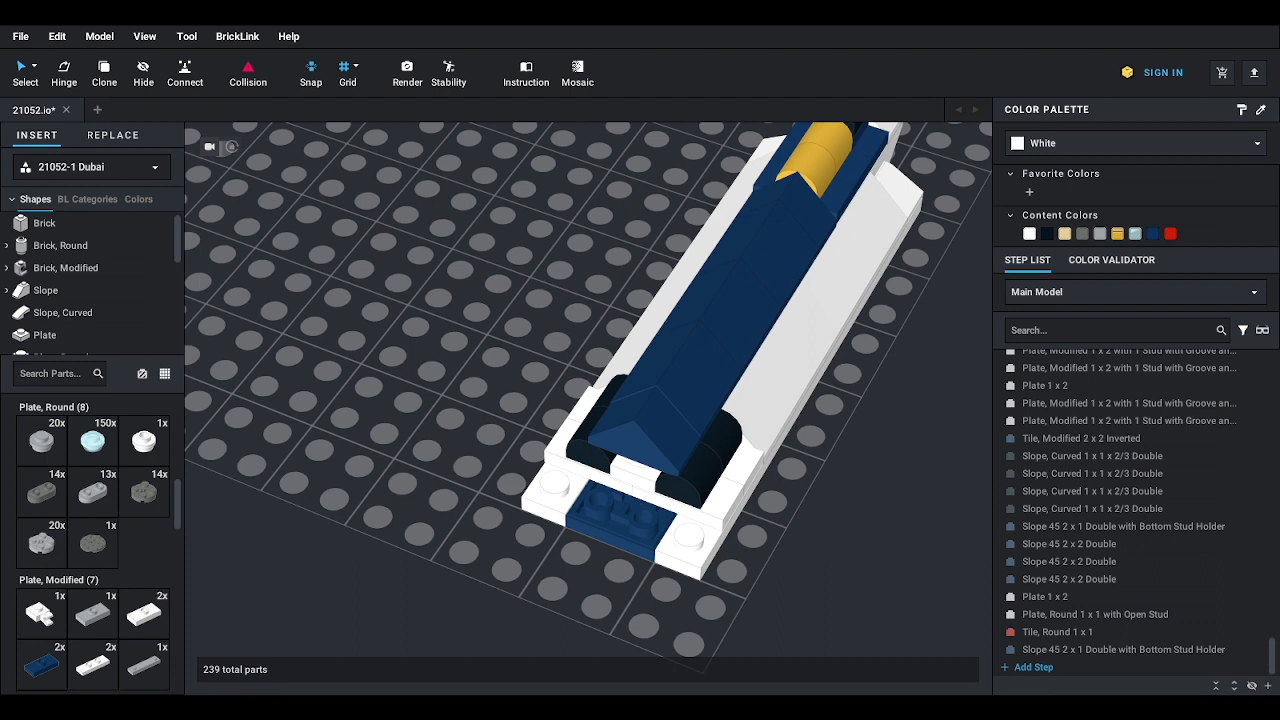 File Edit Model View Tool BrickLink Help
Select Hinge Clone Hide Connect Collision Snap Grid Render Stability Instruction Mosaic
SIGN IN
21052.io*
INSERT REPLACE
21052-1 Dubai
Shapes BL Categories Colors
Brick
Brick, Round
Brick, Modified
Slope
Slope, Curved
Plate
Search Parts...
Plate, Round (8)
20x 150x 1x
14x 13x 14x
20x 1x
Plate, Modified (7)
1x 1x 2x
2x 2x 1x
239 total parts
COLOR PALETTE
White
Favorite Colors
Content Colors
STEP LIST COLOR VALIDATOR
Main Model
Search...
Plate, Modified 1 x 2 with 1 Stud with Groove an...
Plate, Modified 1 x 2 with 1 Stud with Groove an...
Plate 1 x 2
Plate, Modified 1 x 2 with 1 Stud with Groove an...
Plate, Modified 1 x 2 with 1 Stud with Groove an...
Tile, Modified 2 x 2 Inverted
Slope, Curved 1 x 1 x 2/3 Double
Slope, Curved 1 x 1 x 2/3 Double
Slope, Curved 1 x 1 x 2/3 Double
Slope, Curved 1 x 1 x 2/3 Double
Slope 45 2 x 1 Double with Bottom Stud Holder
Slope 45 2 x 2 Double
Slope 45 2 x 2 Double
Slope 45 2 x 2 Double
Plate 1 x 2
Plate, Round 1 x 1 with Open Stud
Tile, Round 1 x 1
Slope 45 2 x 1 Double with Bottom Stud Holder
+ Add Step